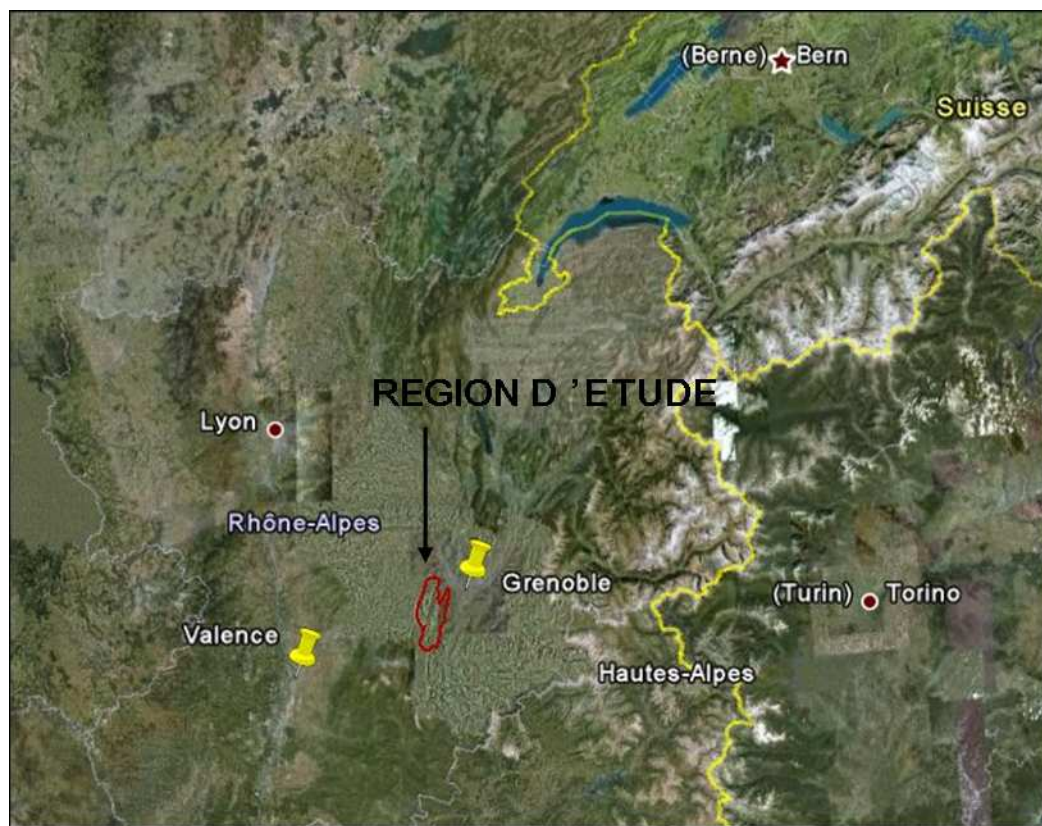 (Berne) Bern
Suisse
REGION D ’ ETUDE
Lyon
Rhône-Alpes
Grenoble
(Turin) Torino
Valence
Hautes-Alpes